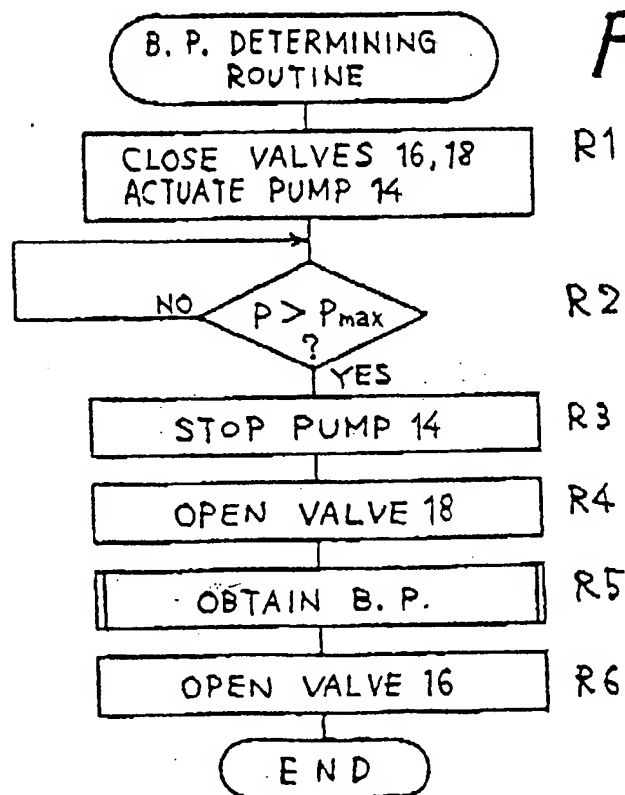 B. P. DETERMINING
ROUTINE
CLOSE VALVES 16, 18
ACTUATE PUMP 14
R1
NO
P > Pmax
?
R2
YES
STOP PUMP 14
R3
OPEN VALVE 18
R4
OBTAIN B. P.
R5
OPEN VALVE 16
R6
END